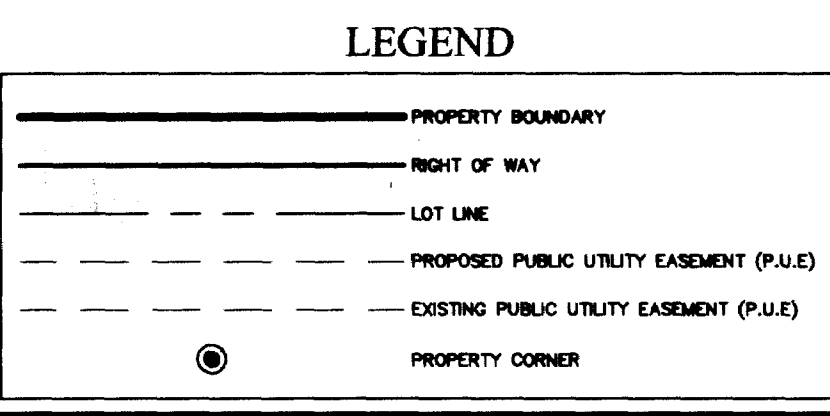 LEGEND
PROPERTY BOUNDARY
RIGHT OF WAY
LOT LINE
PROPOSED PUBLIC UTILITY EASEMENT (P.U.E)
EXISTING PUBLIC UTILITY EASEMENT (P.U.E)
PROPERTY CORNER